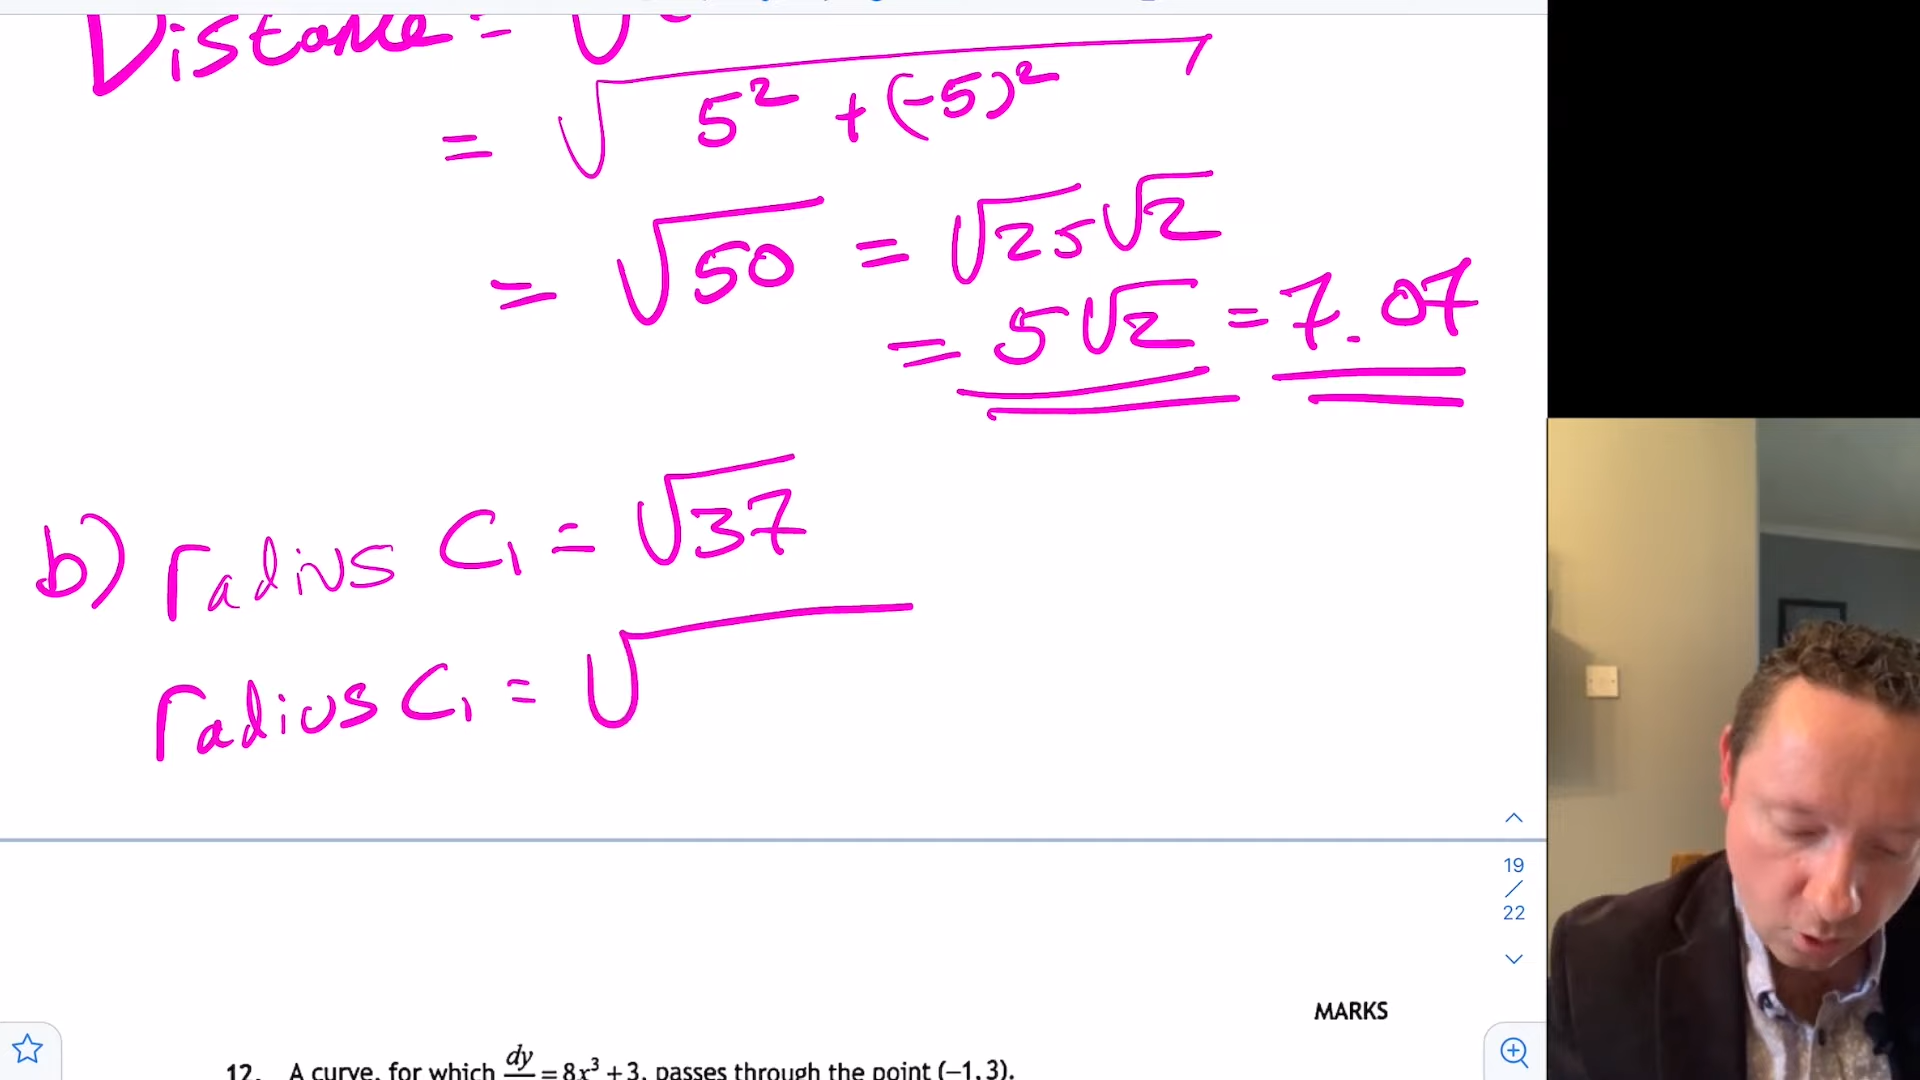 Distance =
= √5² + (-5)²
= √50 = √25√2
= 5√2 = 7.07
b) radius C₁ = √37
radius C₁ = √
19
/
22
MARKS
12. A curve, for which dy = 8x³ + 3, passes through the point (−1, 3).